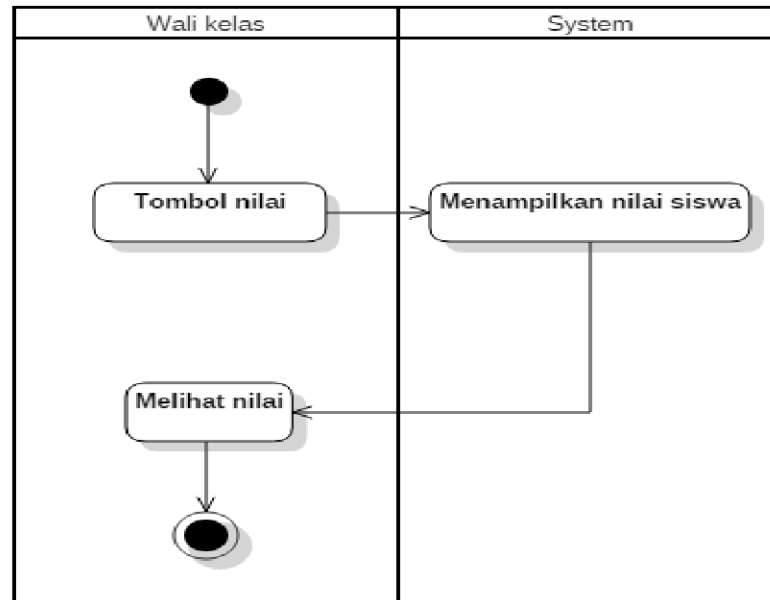 Wali kelas
System
Tombol nilai
Menampilkan nilai siswa
Melihat nilai